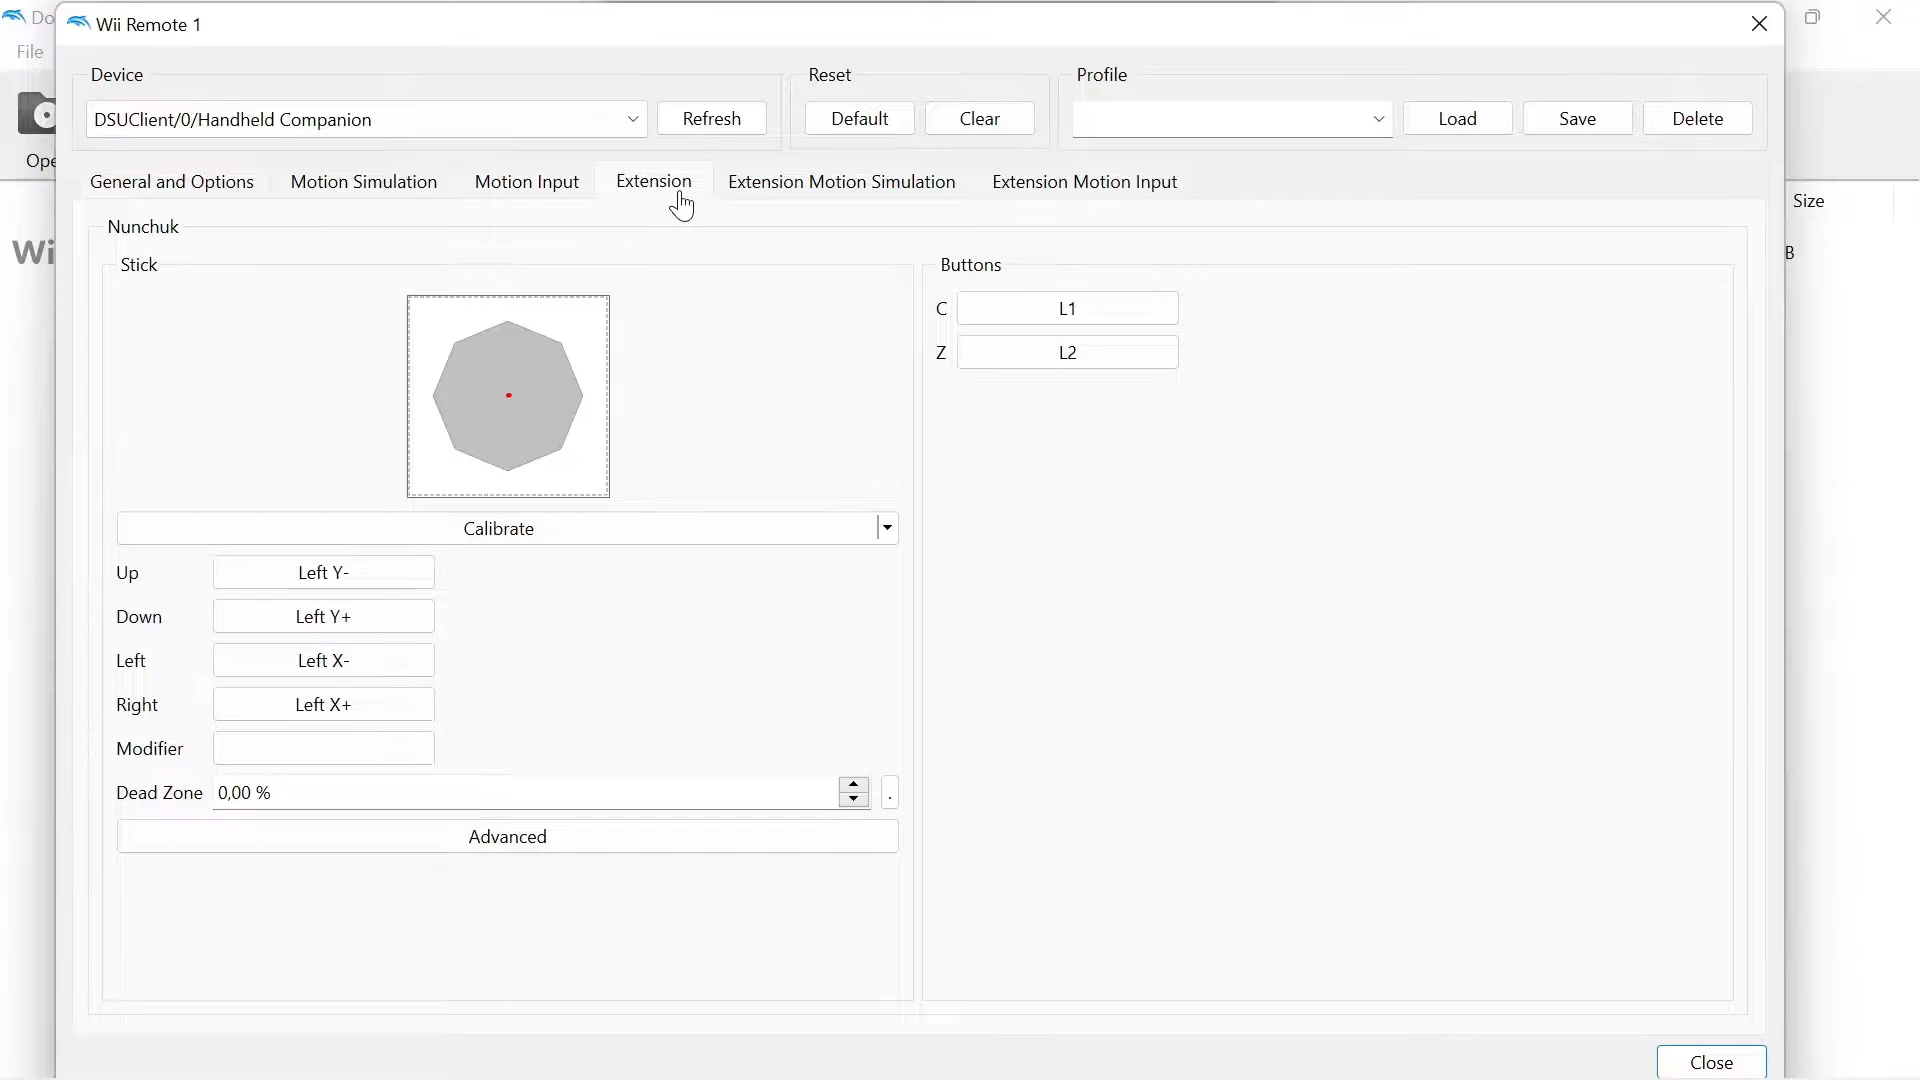 Do
Wii Remote 1
File
Device
Reset
Profile
DSUClient/0/Handheld Companion
Refresh
Default
Clear
Load
Save
Delete
Ope
General and Options
Motion Simulation
Motion Input
Extension
Extension Motion Simulation
Extension Motion Input
Size
Nunchuk
Wi
B
Stick
Buttons
C
L1
Z
L2
Calibrate
Up
Left Y-
Down
Left Y+
Left
Left X-
Right
Left X+
Modifier
Dead Zone
0,00 %
.
Advanced
Close